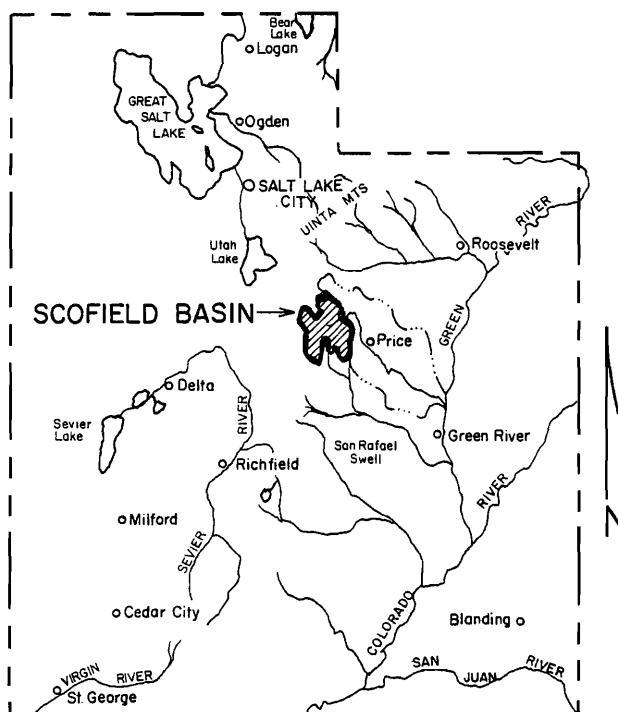 Bear
Lake
Logan
GREAT
SALT
LAKE
Ogden
SALT LAKE
CITY
UINTA MTS
RIVER
Roosevelt
Utah
Lake
SCOFIELD BASIN
Price
GREEN
Delta
Sevier
Lake
RIVER
San Rafael
Swell
Green River
Richfield
RIVER
Milford
SEVIER
Cedar City
COLORADO
Blanding
VIRGIN
RIVER
St. George
SAN
JUAN
RIVER
N